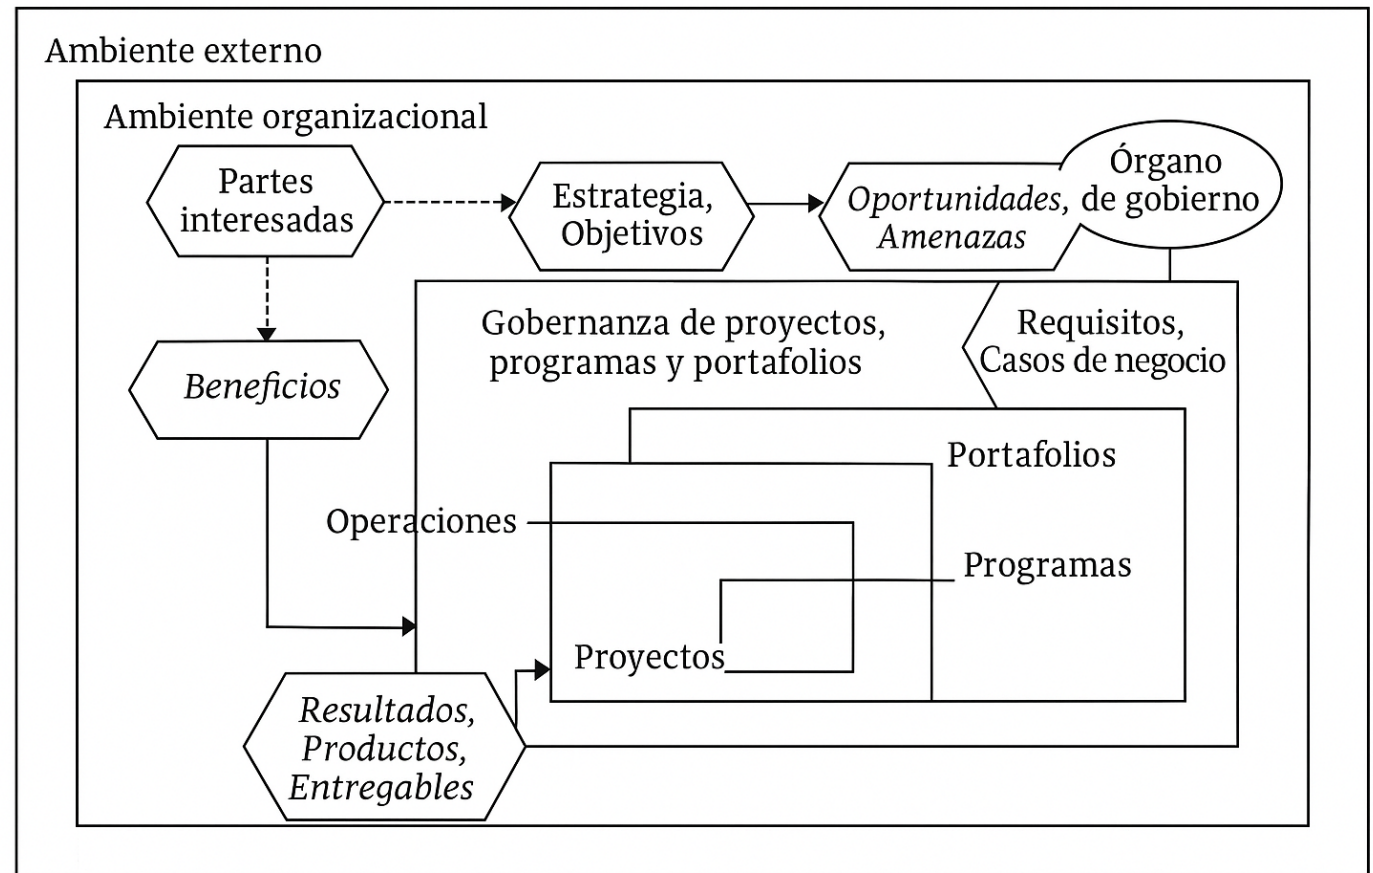 Ambiente externo
Ambiente organizacional
Partes
interesadas
Estrategia,
Objetivos
Oportunidades,
Amenazas
Órgano
de gobierno
Beneficios
Gobernanza de proyectos,
programas y portafolios
Requisitos,
Casos de negocio
Portafolios
Operaciones
Programas
Proyectos
Resultados,
Productos,
Entregables